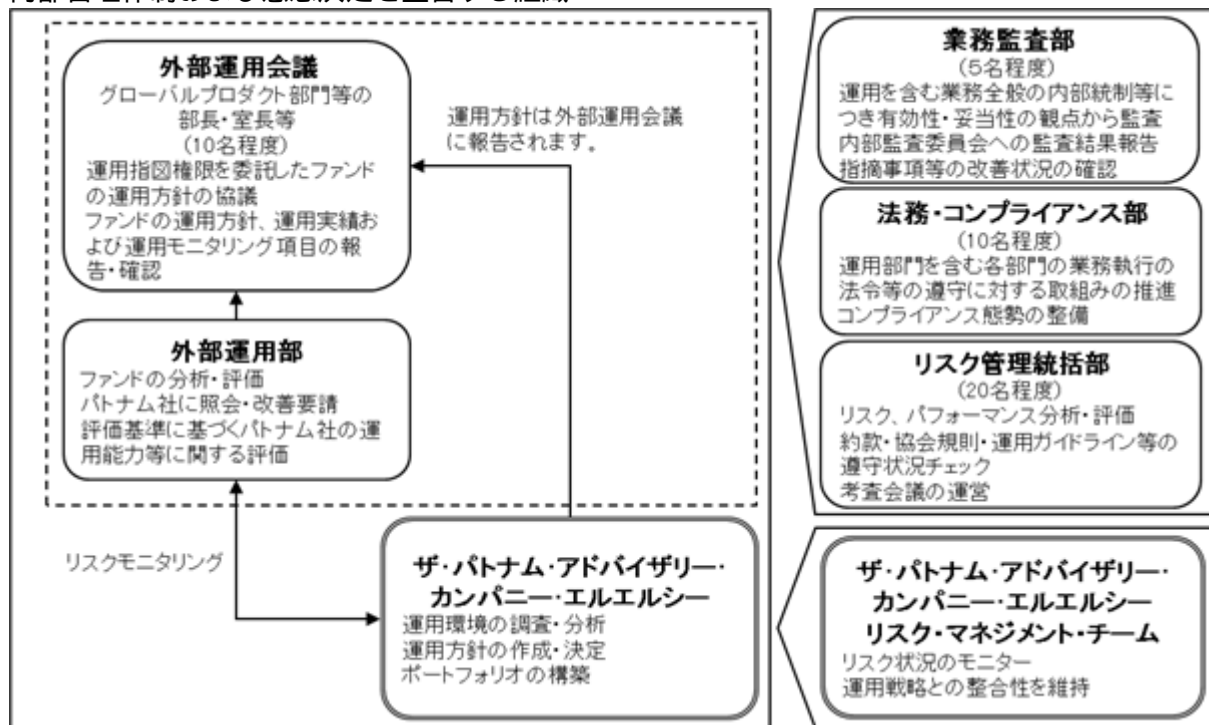 外部運用会議
グローバルプロダクト部門等の
部長・室長等
(10名程度)
運用指図権限を委託したファンド
の運用方針の協議
ファンドの運用方針、運用実績お
よび運用モニタリング項目の報
告・確認
運用方針は外部運用会議
に報告されます。
外部運用部
ファンドの分析・評価
パトナム社に照会・改善要請
評価基準に基づくパトナム社の運
用能力等に関する評価
リスクモニタリング
ザ・パトナム・アドバイザリー・
カンパニー・エルエルシー
運用環境の調査・分析
運用方針の作成・決定
ポートフォリオの構築
業務監査部
(5名程度)
運用を含む業務全般の内部統制等に
つき有効性・妥当性の観点から監査
内部監査委員会への監査結果報告
指摘事項等の改善状況の確認
法務・コンプライアンス部
(10名程度)
運用部門を含む各部門の業務執行の
法令等の遵守に対する取組みの推進
コンプライアンス態勢の整備
リスク管理統括部
(20名程度)
リスク、パフォーマンス分析・評価
約款・協会規則・運用ガイドライン等の
遵守状況チェック
考査会議の運営
ザ・パトナム・アドバイザリー・
カンパニー・エルエルシー
リスク・マネジメント・チーム
リスク状況のモニター
運用戦略との整合性を維持